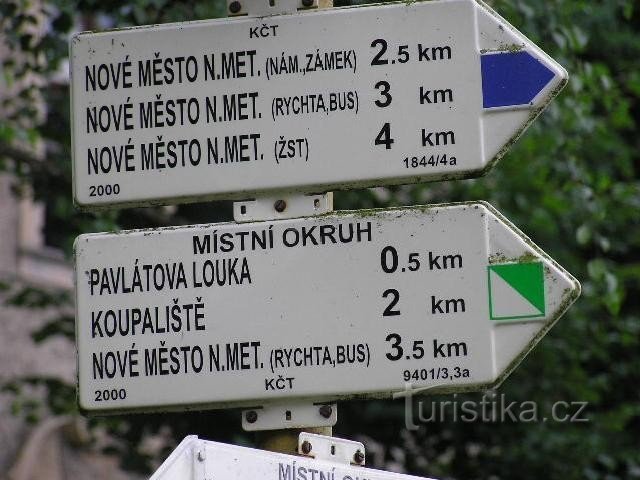 KČT
NOVÉ MĚSTO N.MET. (NÁM.,ZÁMEK) 2.5 km
NOVÉ MĚSTO N.MET. (RYCHTA,BUS) 3 km
NOVÉ MĚSTO N.MET. (ŽST) 4 km
2000 1844/4a
MÍSTNÍ OKRUH
PAVLÁTOVA LOUKA 0.5 km
KOUPALIŠTĚ 2 km
NOVÉ MĚSTO N.MET. (RYCHTA,BUS) 3.5 km
2000 KČT 9401/3,3a
Turistika.cz
MÍSTNÍ